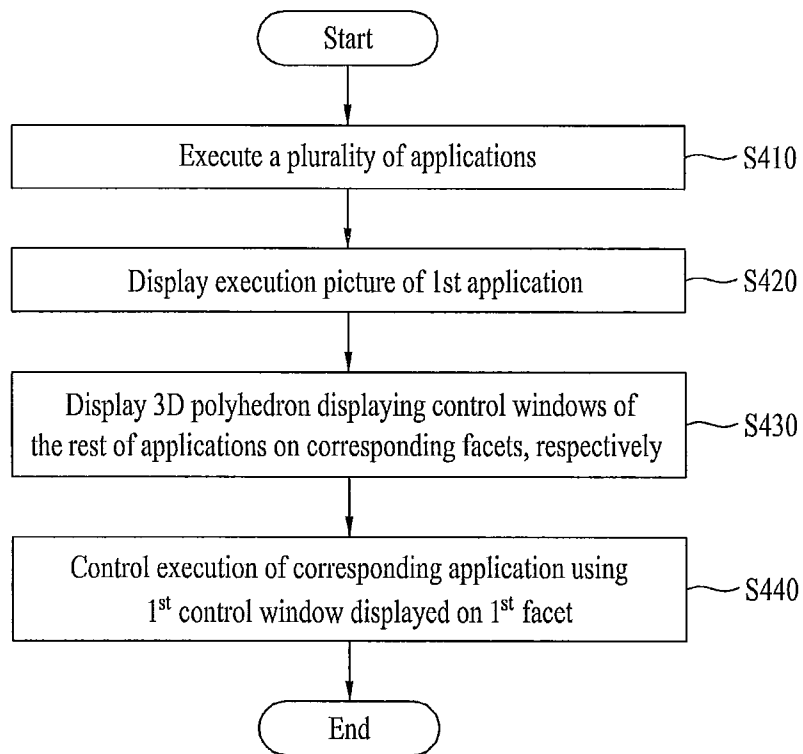 Start
Execute a plurality of applications
S410
Display execution picture of 1st application
S420
Display 3D polyhedron displaying control windows of
the rest of applications on corresponding facets, respectively
S430
Control execution of corresponding application using
1st control window displayed on 1st facet
S440
End